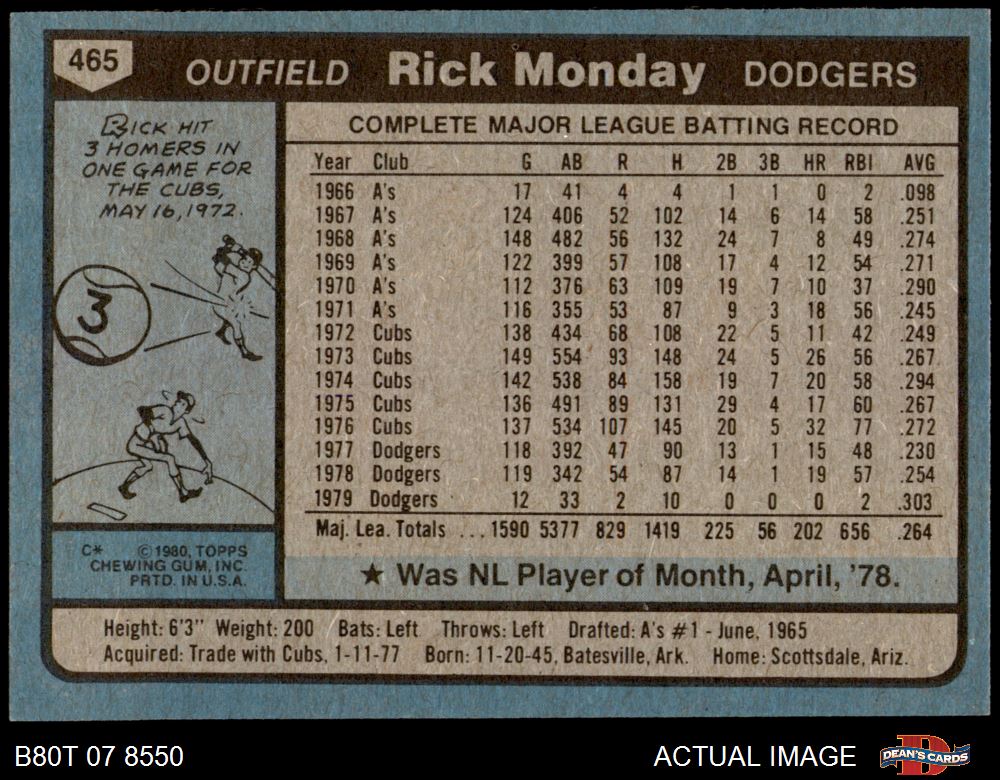 465
OUTFIELD Rick Monday DODGERS
RICK HIT
3 HOMERS IN
ONE GAME FOR
THE CUBS,
MAY 16, 1972.
3
COMPLETE MAJOR LEAGUE BATTING RECORD
Year Club G AB R H 2B 3B HR RBI AVG
1966 A's 17 41 4 4 1 1 0 2 .098
1967 A's 124 406 52 102 14 6 14 58 .251
1968 A's 148 482 56 132 24 7 8 49 .274
1969 A's 122 399 57 108 17 4 12 54 .271
1970 A's 112 376 63 109 19 7 10 37 .290
1971 A's 116 355 53 87 9 3 18 56 .245
1972 Cubs 138 434 68 108 22 5 11 42 .249
1973 Cubs 149 554 93 148 24 5 26 56 .267
1974 Cubs 142 538 84 158 19 7 20 58 .294
1975 Cubs 136 491 89 131 29 4 17 60 .267
1976 Cubs 137 534 107 145 20 5 32 77 .272
1977 Dodgers 118 392 47 90 13 1 15 48 .230
1978 Dodgers 119 342 54 87 14 1 19 57 .254
1979 Dodgers 12 33 2 10 0 0 0 2 .303
Maj. Lea. Totals ... 1590 5377 829 1419 225 56 202 656 .264
★ Was NL Player of Month, April, '78.
C* © 1980, TOPPS
CHEWING GUM, INC.
PRTD. IN U.S.A.
Height: 6'3" Weight: 200 Bats: Left Throws: Left Drafted: A's #1 - June, 1965
Acquired: Trade with Cubs, 1-11-77 Born: 11-20-45, Batesville, Ark. Home: Scottsdale, Ariz.
B80T 07 8550
ACTUAL IMAGE
DEAN'S CARDS